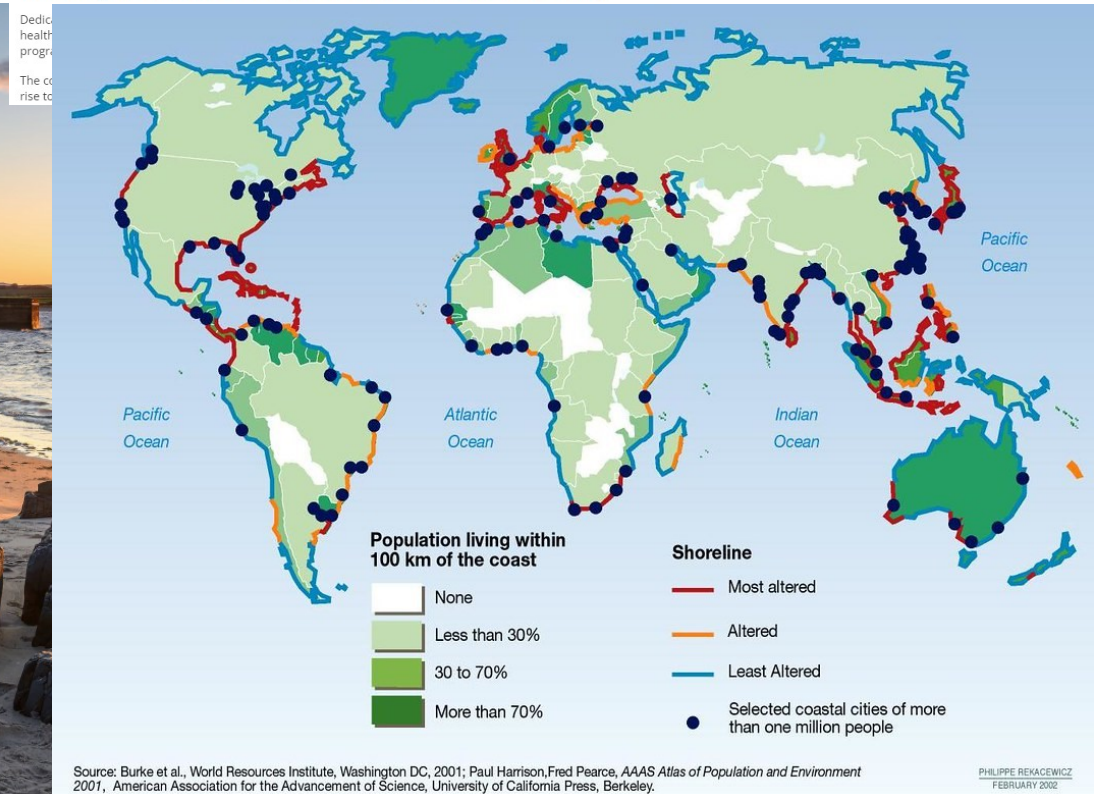 health
The
rise
Pacific
Ocean
Pacific
Ocean
Atlantic
Ocean
Indian
Ocean
Population living within
100 km of the coast
None
Less than 30%
30 to 70%
More than 70%
Shoreline
Most altered
Altered
Least Altered
Selected coastal cities of more
than one million people
Source: Burke et al., World Resources Institute, Washington DC, 2001; Paul Harrison,Fred Pearce, AAAS Atlas of Population and Environment
2001, American Association for the Advancement of Science, University of California Press, Berkeley.
PHILIPPE REKACEWICZ
FEBRUARY 2002